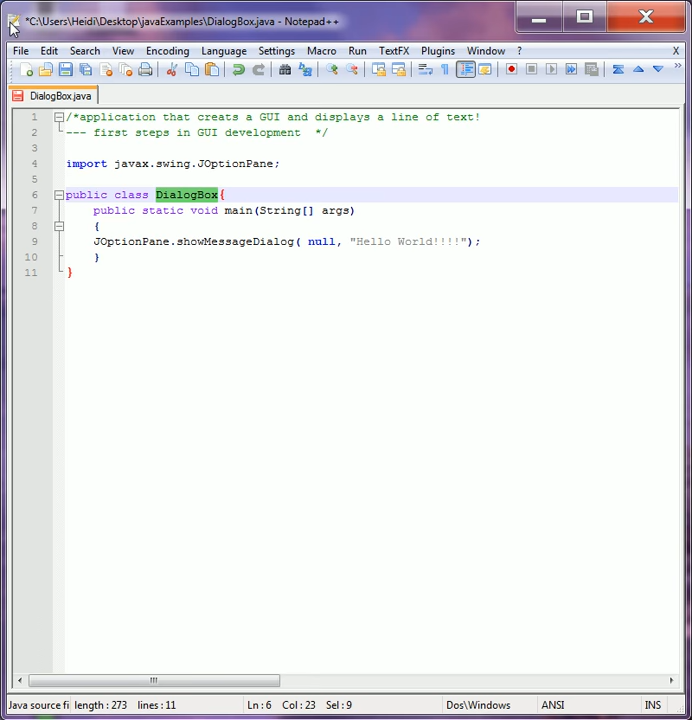 *C:\Users\Heidi\Desktop\javaExamples\DialogBox.java - Notepad++
File Edit Search View Encoding Language Settings Macro Run TextFX Plugins Window ? X
DialogBox.java
1 /*application that creates a GUI and displays a line of text!
2 --- first steps in GUI development */
3
4 import javax.swing.JOptionPane;
5
6 public class DialogBox{
7 public static void main(String[] args)
8 {
9 JOptionPane.showMessageDialog( null, "Hello World!!!!");
10 }
11 }
Java source fi length : 273 lines : 11 Ln : 6 Col : 23 Sel : 9 Dos\Windows ANSI INS